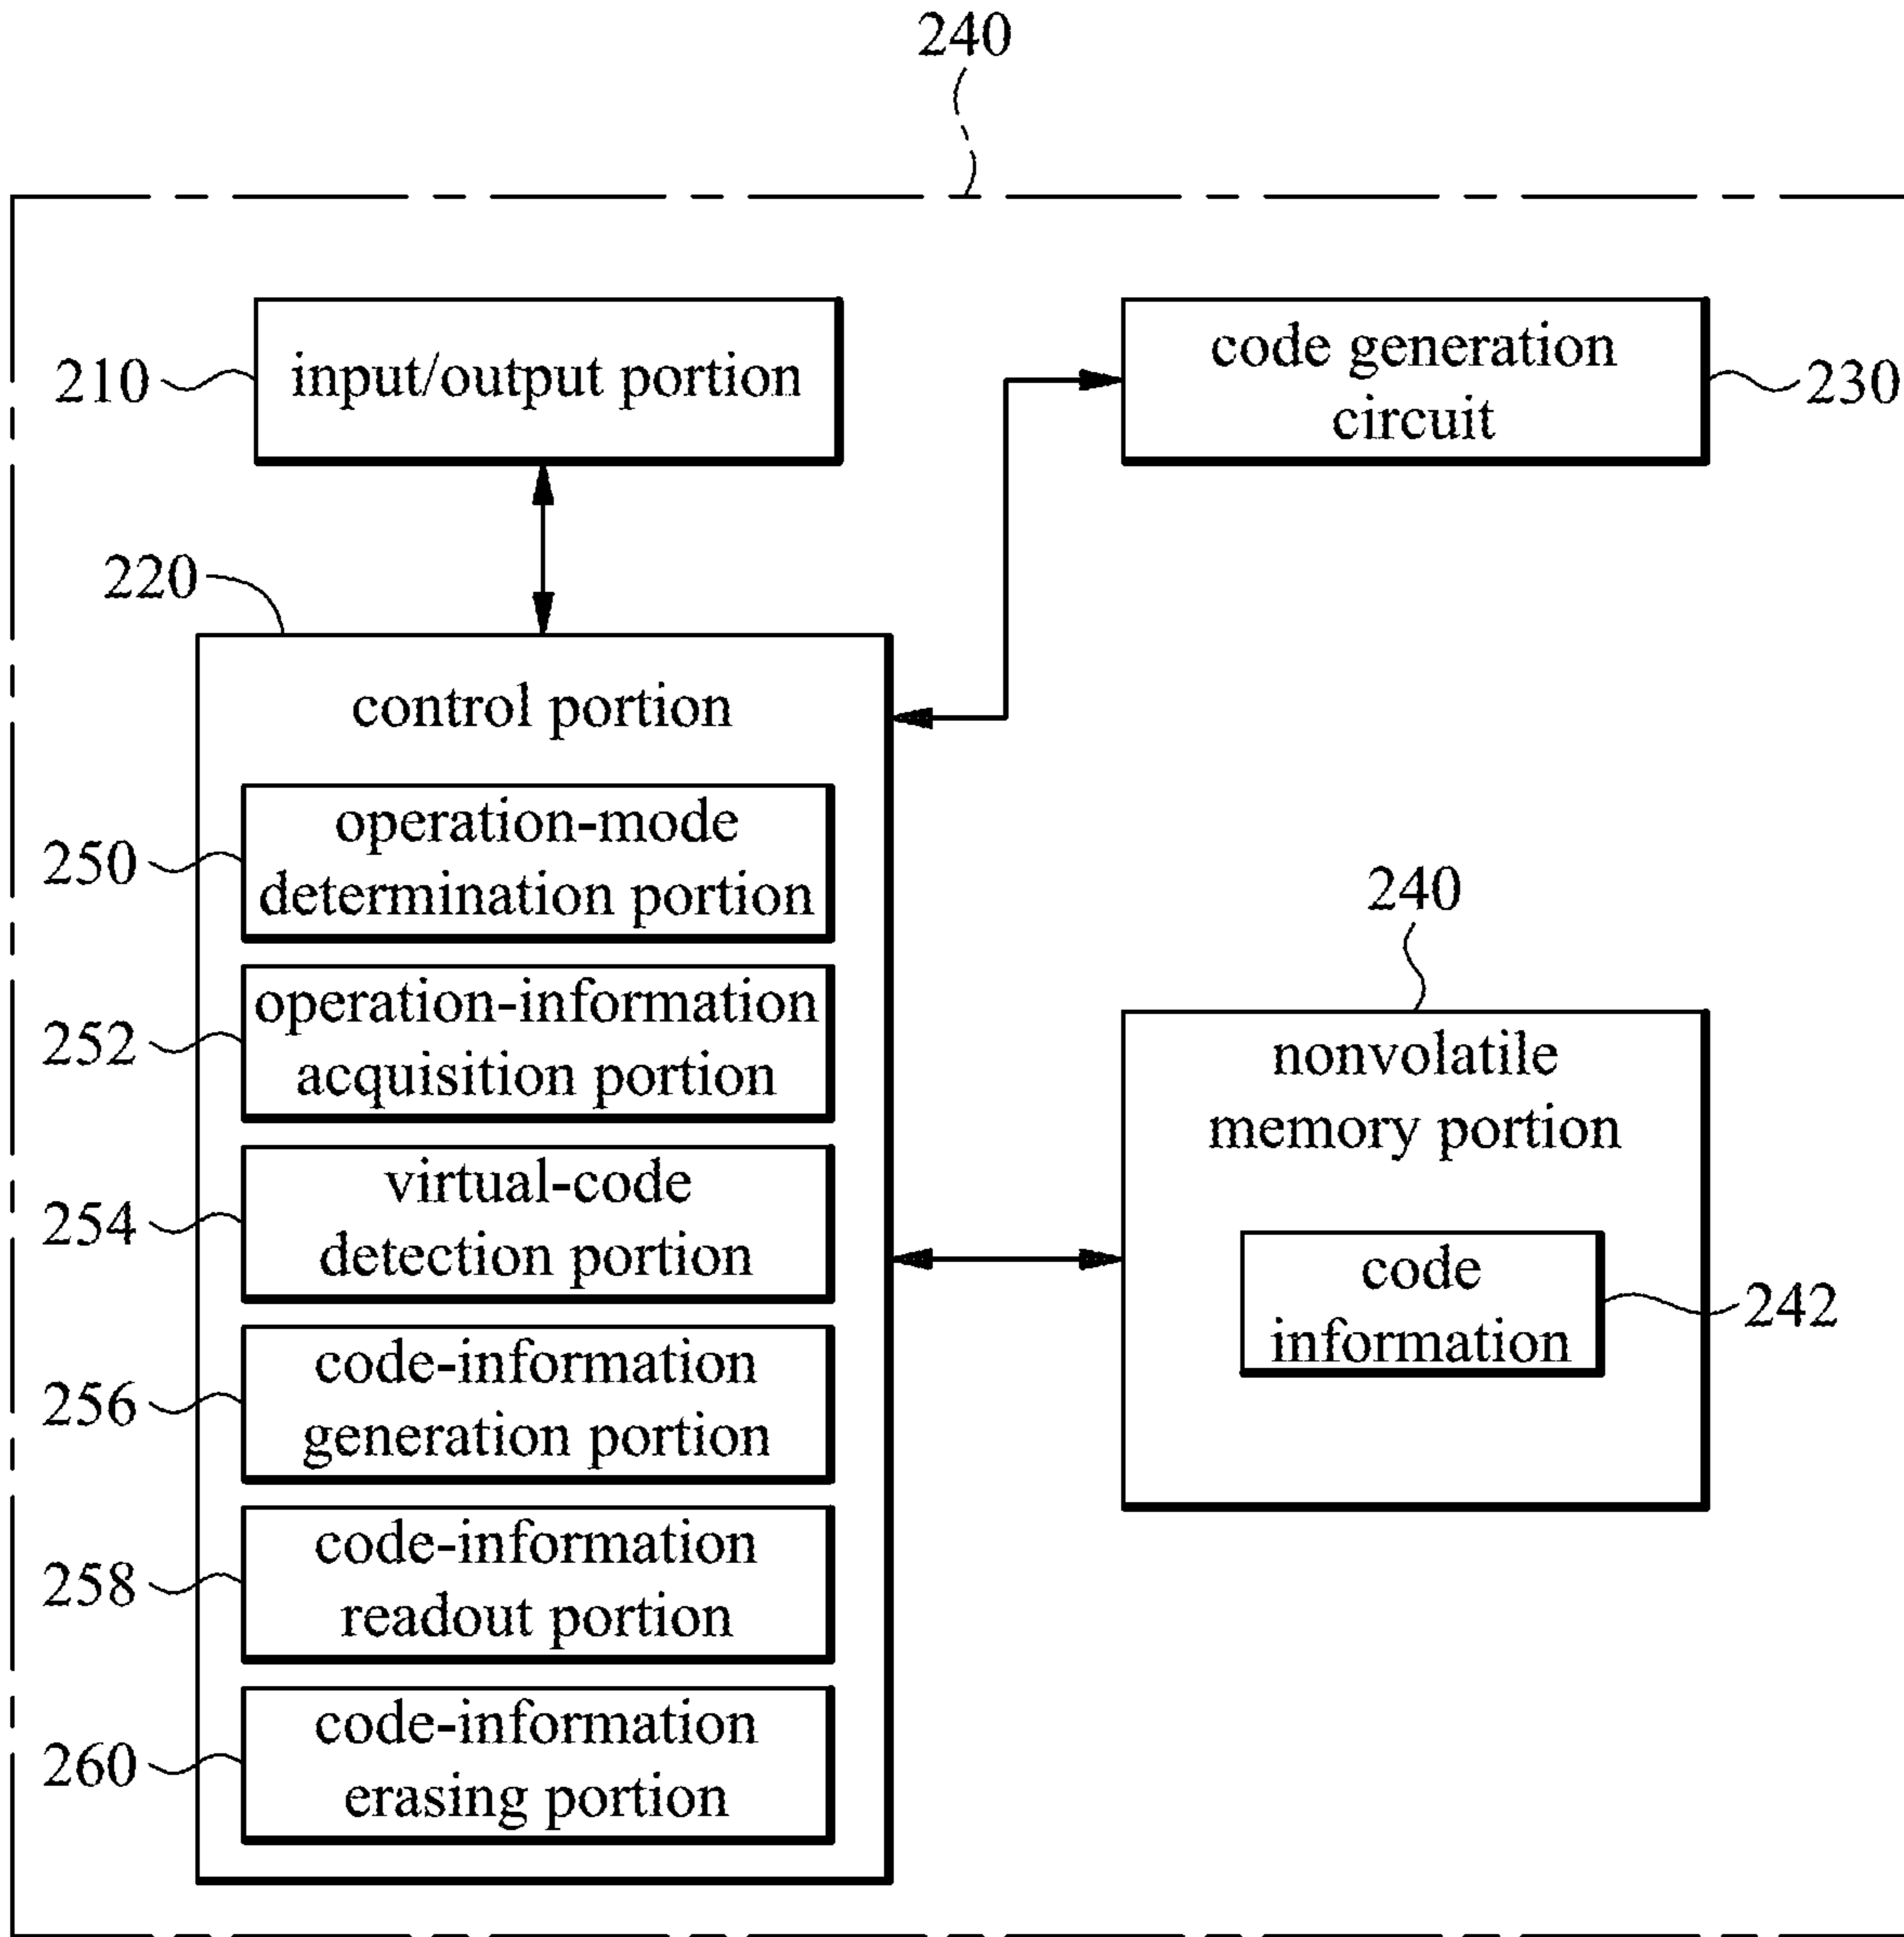 240
210
input/output portion
code generation
circuit
230
220
control portion
250
operation-mode
determination portion
252
operation-information
acquisition portion
254
virtual-code
detection portion
256
code-information
generation portion
258
code-information
readout portion
260
code-information
erasing portion
240
nonvolatile
memory portion
code
information
242